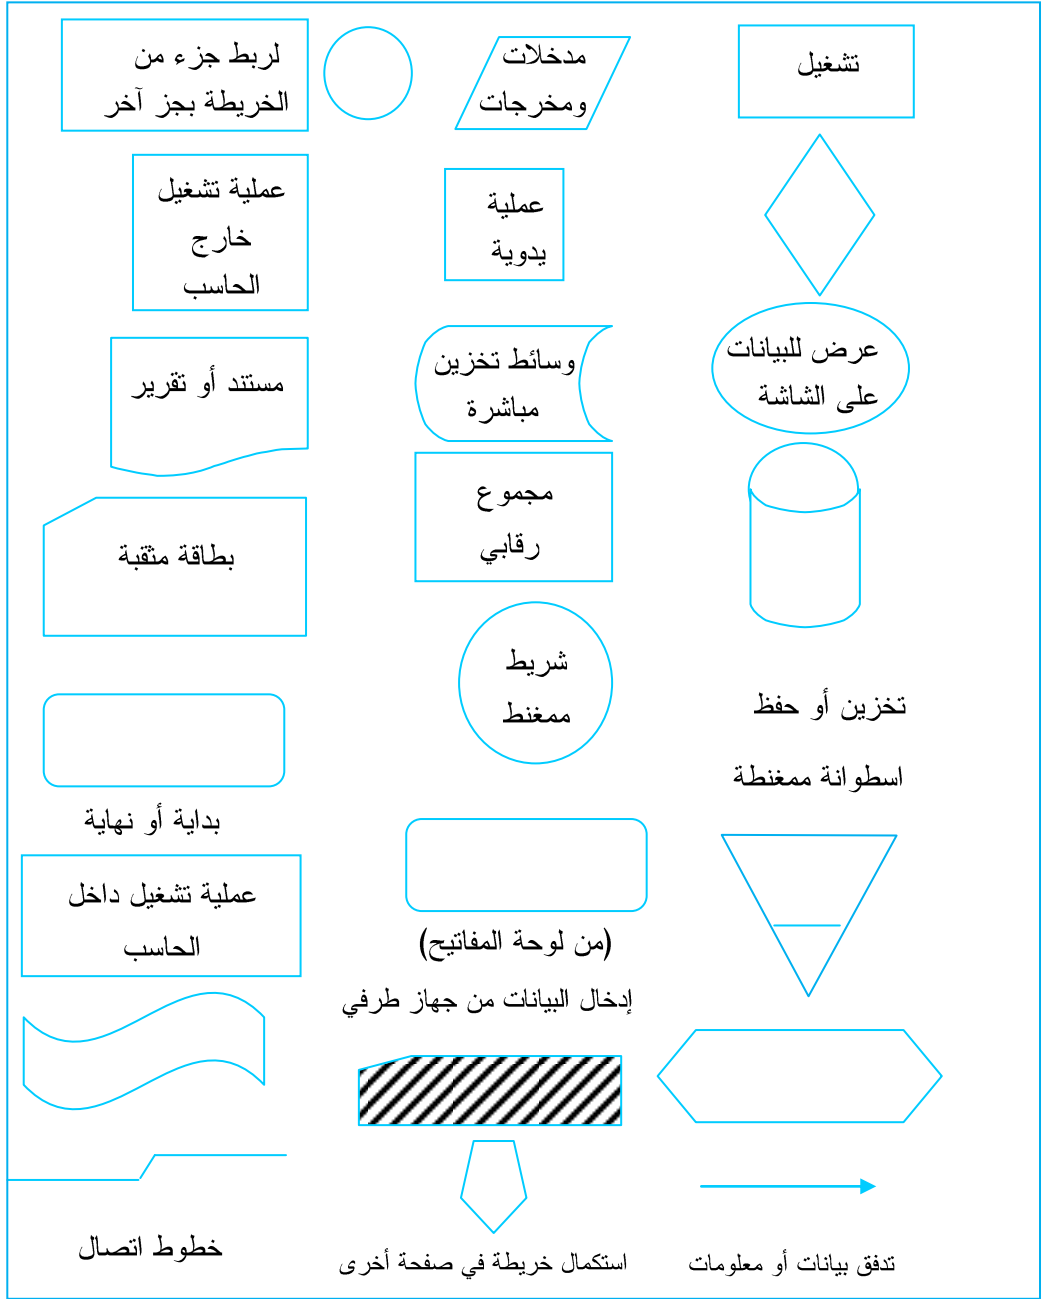 تشغيل
مدخلات
ومخرجات
لربط جزء من
الخريطة بجز آخر
عملية
يدوية
عملية تشغيل
خارج
الحاسب
عرض للبيانات
على الشاشة
وسائط تخزين
مباشرة
مستند أو تقرير
مجموع
رقابي
بطاقة مثقبة
شريط
ممغنط
تخزين أو حفظ
اسطوانة ممغنطة
بداية أو نهاية
(من لوحة المفاتيح)
إدخال البيانات من جهاز طرفي
عملية تشغيل داخل
الحاسب
تدفق بيانات أو معلومات
استكمال خريطة في صفحة أخرى
خطوط اتصال